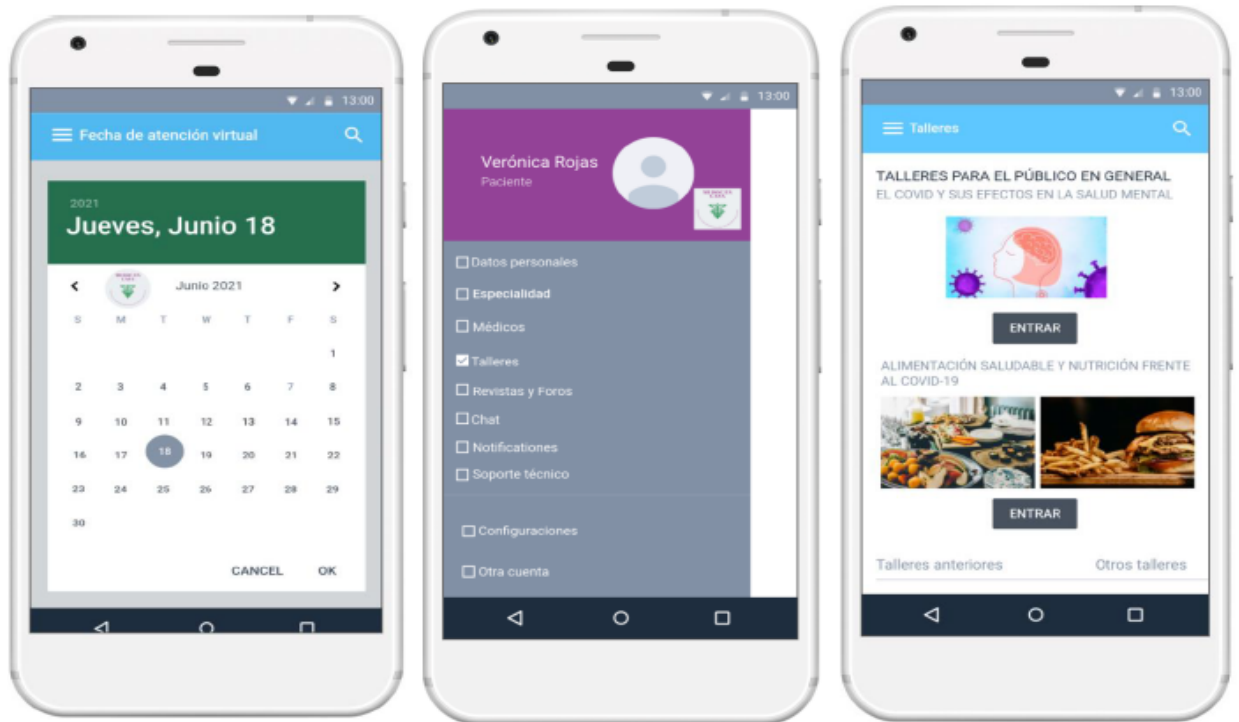 13:00
Fecha de atención virtual
2021
Jueves, Junio 18
Junio 2021
S M T W T F S
1
2 3 4 5 6 7 8
9 10 11 12 13 14 15
16 17 18 19 20 21 22
23 24 25 26 27 28 29
30
CANCEL OK
13:00
Verónica Rojas
Paciente
Datos personales
Especialidad
Médicos
Talleres
Revistas y Foros
Chat
Notificationes
Soporte técnico
Configuraciones
Otra cuenta
13:00
Talleres
TALLERES PARA EL PÚBLICO EN GENERAL
EL COVID Y SUS EFECTOS EN LA SALUD MENTAL
ENTRAR
ALIMENTACIÓN SALUDABLE Y NUTRICIÓN FRENTE
AL COVID-19
ENTRAR
Talleres anteriores Otros talleres